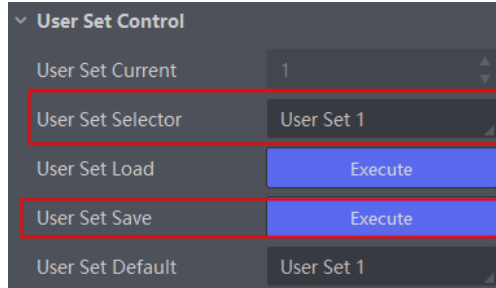 User Set Control
User Set Current 1
User Set Selector User Set 1
User Set Load Execute
User Set Save Execute
User Set Default User Set 1